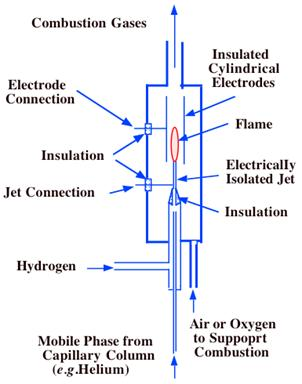 Combustion Gases
Insulated
Cylindrical
Electrodes
Electrode
Connection
Flame
Insulation
Electrically
Isolated Jet
Jet Connection
Insulation
Hydrogen
Air or Oxygen
to Suppoprt
Combustion
Mobile Phase from
Capillary Column
(e.g.Helium)